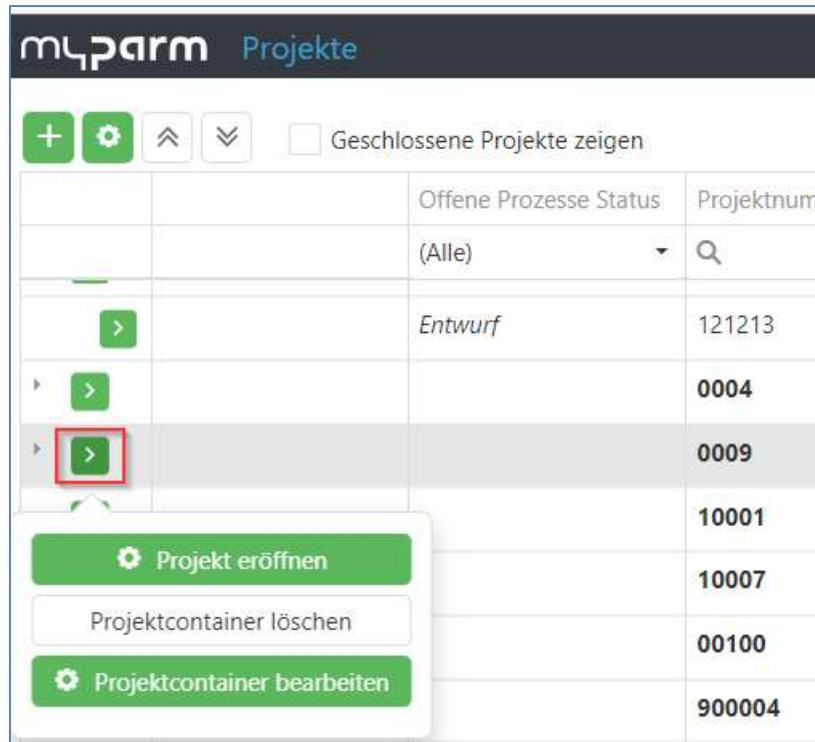 myparm Projekte
Geschlossene Projekte zeigen
Offene Prozesse Status Projektnum
(Alle)
Entwurf 121213
0004
0009
10001
Projekt eröffnen
10007
Projektcontainer löschen
00100
Projektcontainer bearbeiten
900004